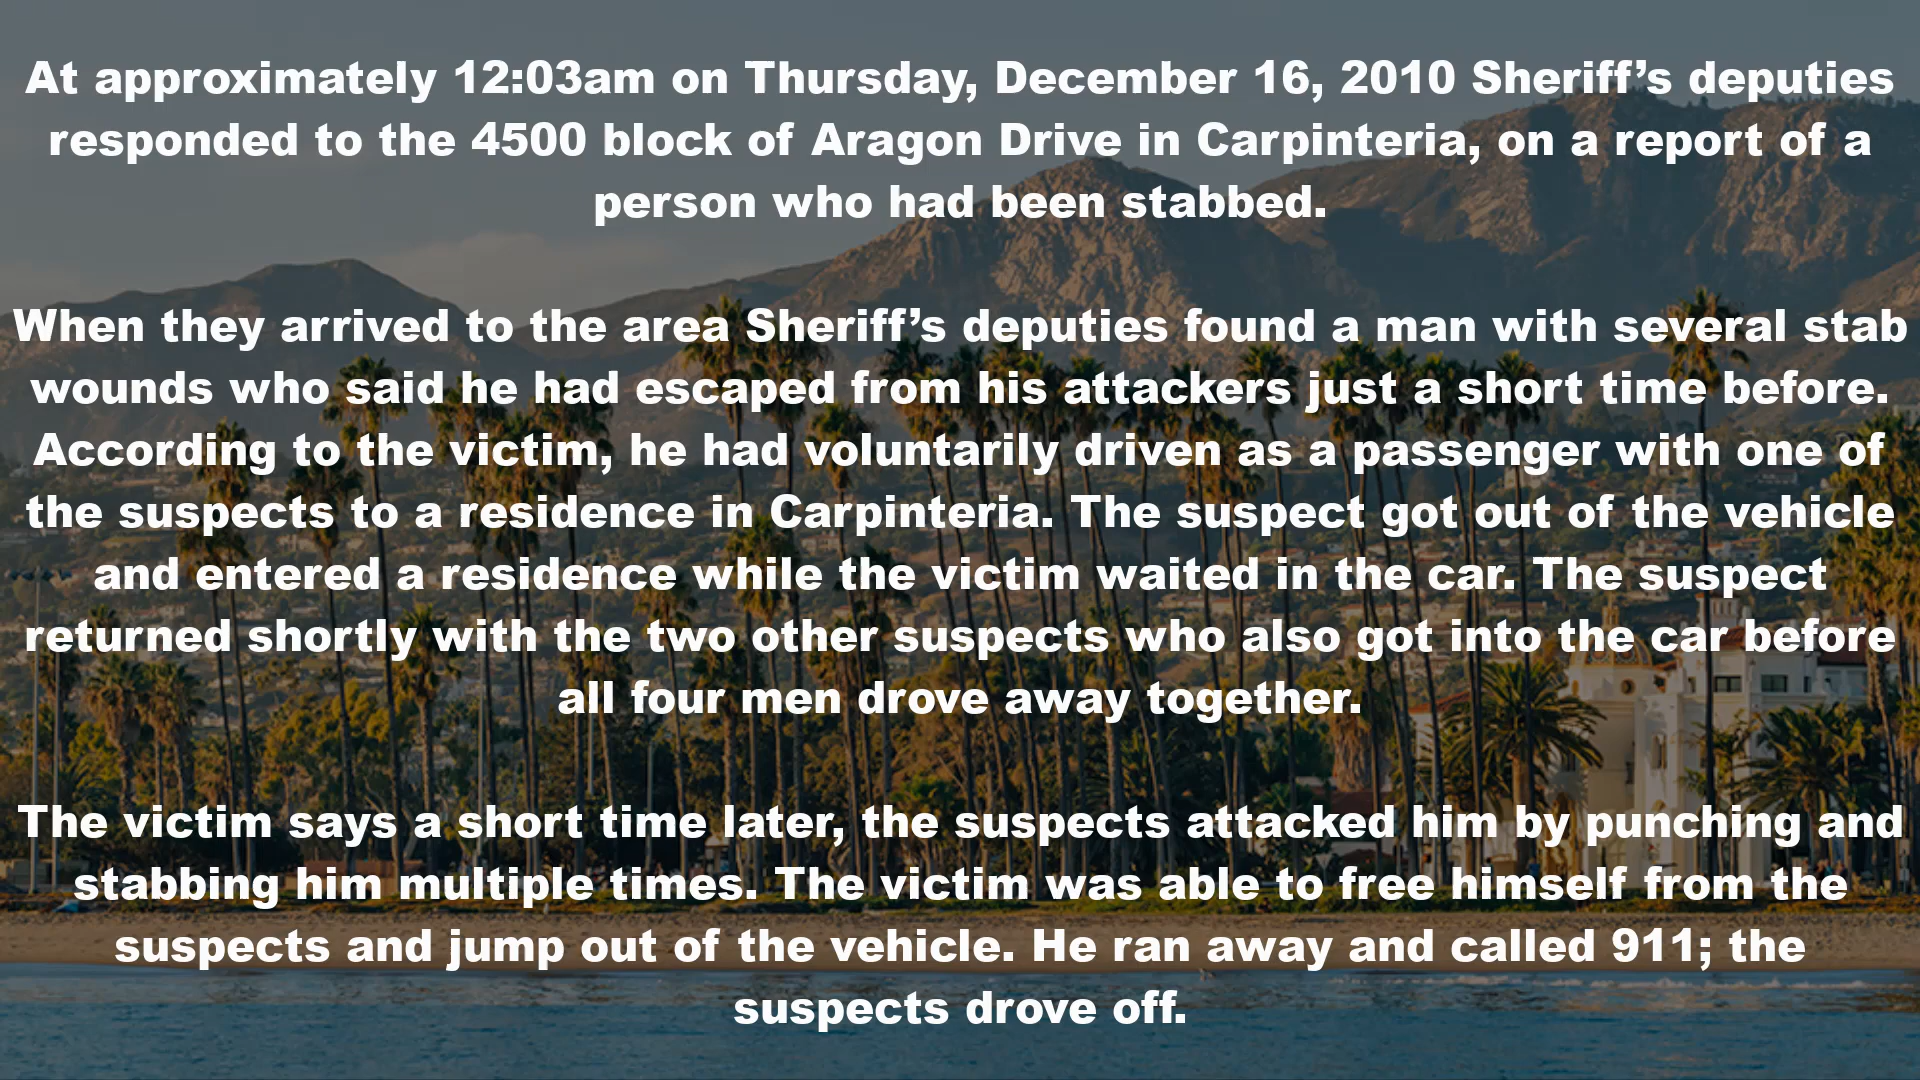 At approximately 12:03am on Thursday, December 16, 2010 Sheriff’s deputies
responded to the 4500 block of Aragon Drive in Carpinteria, on a report of a
person who had been stabbed.
When they arrived to the area Sheriff’s deputies found a man with several stab
wounds who said he had escaped from his attackers just a short time before.
According to the victim, he had voluntarily driven as a passenger with one of
the suspects to a residence in Carpinteria. The suspect got out of the vehicle
and entered a residence while the victim waited in the car. The suspect
returned shortly with the two other suspects who also got into the car before
all four men drove away together.
The victim says a short time later, the suspects attacked him by punching and
stabbing him multiple times. The victim was able to free himself from the
suspects and jump out of the vehicle. He ran away and called 911; the
suspects drove off.